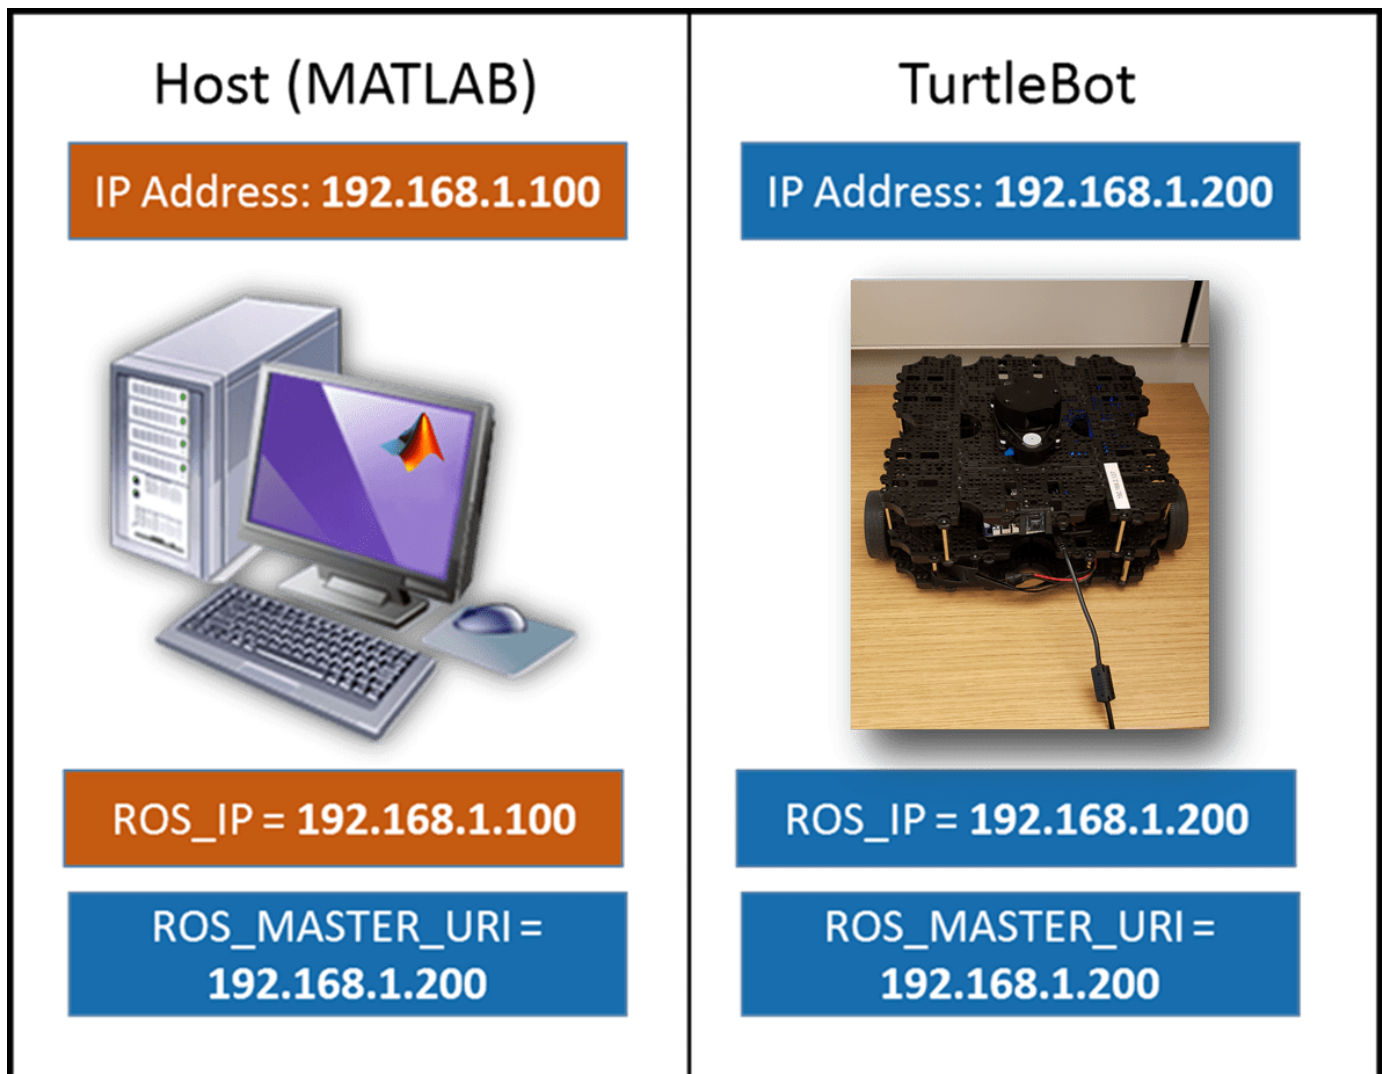 Host (MATLAB)
IP Address: 192.168.1.100
ROS_IP = 192.168.1.100
ROS_MASTER_URI =
192.168.1.200
TurtleBot
IP Address: 192.168.1.200
ROS_IP = 192.168.1.200
ROS_MASTER_URI =
192.168.1.200